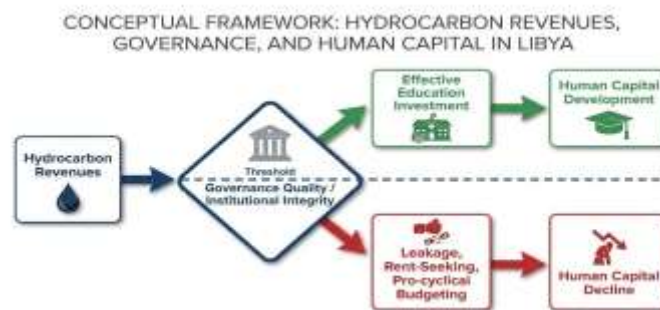 CONCEPTUAL FRAMEWORK: HYDROCARBON REVENUES,
GOVERNANCE, AND HUMAN CAPITAL IN LIBYA
Hydrocarbon
Revenues
Threshold
Governance Quality /
Institutional Integrity
Effective
Education
Investment
Human Capital
Development
Leakage,
Rent-Seeking,
Pro-cyclical
Budgeting
Human Capital
Decline